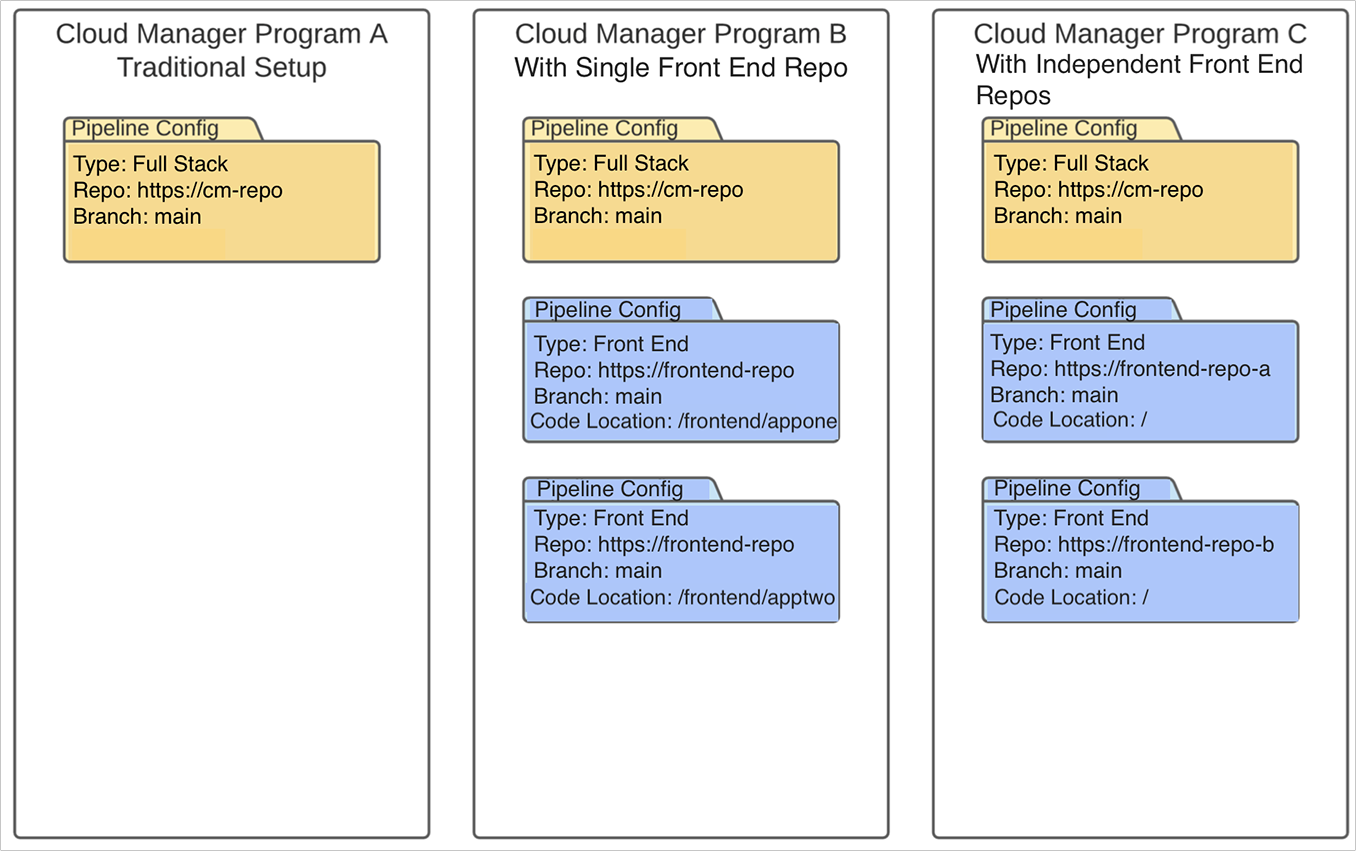 Cloud Manager Program A
Traditional Setup
Pipeline Config
Type: Full Stack
Repo: https://cm-repo
Branch: main
Cloud Manager Program B
With Single Front End Repo
Pipeline Config
Type: Full Stack
Repo: https://cm-repo
Branch: main
Pipeline Config
Type: Front End
Repo: https://frontend-repo
Branch: main
Code Location: /frontend/appone
Pipeline Config
Type: Front End
Repo: https://frontend-repo
Branch: main
Code Location: /frontend/apptwo
Cloud Manager Program C
With Independent Front End
Repos
Pipeline Config
Type: Full Stack
Repo: https://cm-repo
Branch: main
Pipeline Config
Type: Front End
Repo: https://frontend-repo-a
Branch: main
Code Location: /
Pipeline Config
Type: Front End
Repo: https://frontend-repo-b
Branch: main
Code Location: /